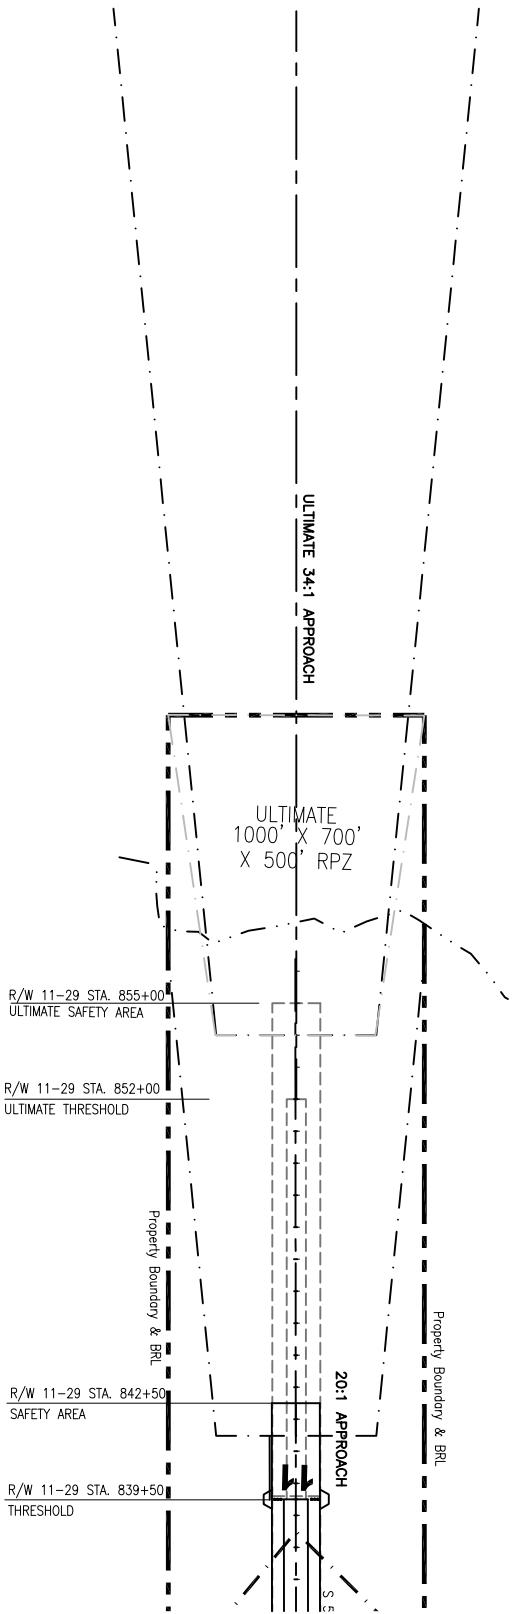 ULTIMATE 34:1 APPROACH
ULTIMATE
1000' X 700'
X 500' RPZ
R/W 11-29 STA. 855+00
ULTIMATE SAFETY AREA
R/W 11-29 STA. 852+00
ULTIMATE THRESHOLD
Property Boundary & BRL
Property Boundary & BRL
20:1 APPROACH
R/W 11-29 STA. 842+50
SAFETY AREA
11
R/W 11-29 STA. 839+50
THRESHOLD